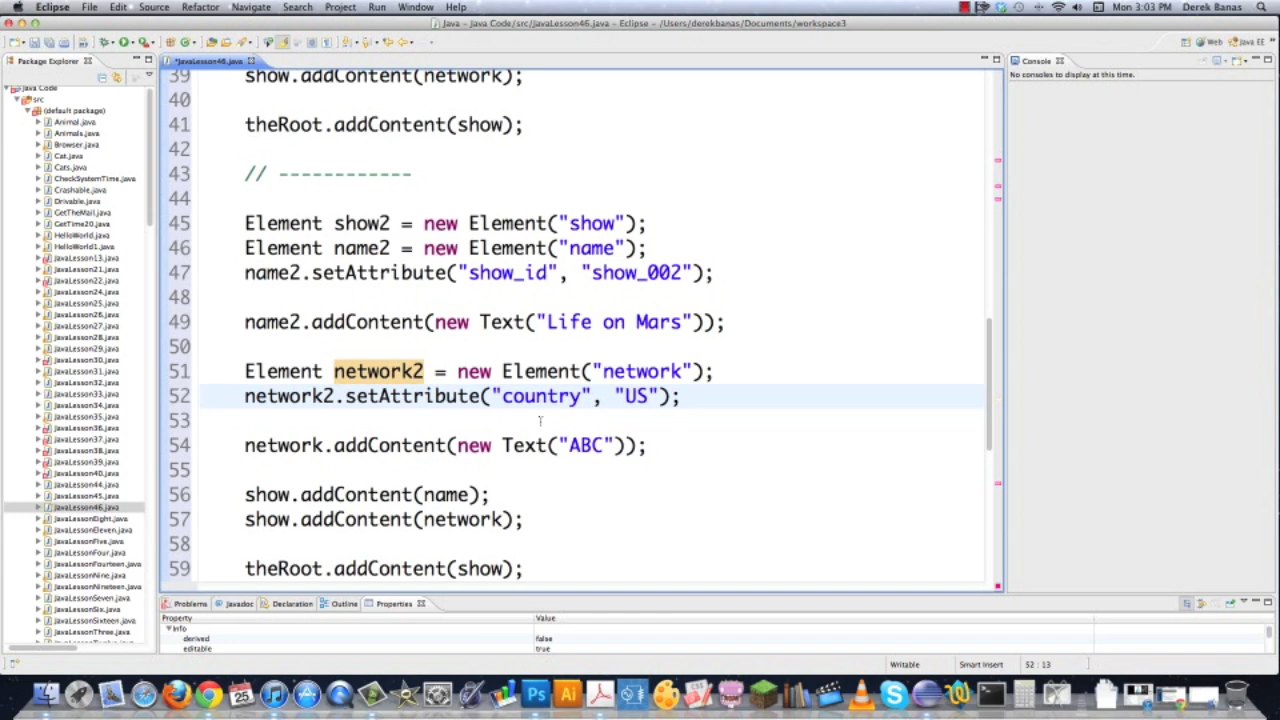 Eclipse File Edit Source Refactor Navigate Search Project Run Window Help Mon 3:03 PM Derek Banas
Java – Java Code/src/JavaLesson46.java – Eclipse – /Users/derekbanas/Documents/workspace3
Web Java EE
Package Explorer
*JavaLesson46.java
Console
No consoles to display at this time.
Java Code
src
(default package)
Animal.java
Animals.java
Browser.java
Cat.java
Cats.java
CheckSystemTime.java
Crashable.java
Drivable.java
GetTheMail.java
GetTime20.java
HelloWorld.java
HelloWorld1.java
JavaLesson13.java
JavaLesson21.java
JavaLesson22.java
JavaLesson24.java
JavaLesson25.java
JavaLesson26.java
JavaLesson27.java
JavaLesson28.java
JavaLesson29.java
JavaLesson30.java
JavaLesson31.java
JavaLesson32.java
JavaLesson33.java
JavaLesson34.java
JavaLesson35.java
JavaLesson36.java
JavaLesson37.java
JavaLesson38.java
JavaLesson39.java
JavaLesson40.java
JavaLesson44.java
JavaLesson45.java
JavaLesson46.java
JavaLessonEight.java
JavaLessonEleven.java
JavaLessonFive.java
JavaLessonFour.java
JavaLessonFourteen.java
JavaLessonNine.java
JavaLessonNineteen.java
JavaLessonSeven.java
JavaLessonSix.java
JavaLessonSixteen.java
JavaLessonThree.java
39 show.addContent(network);
40
41 theRoot.addContent(show);
42
43 // ------------
44
45 Element show2 = new Element("show");
46 Element name2 = new Element("name");
47 name2.setAttribute("show_id", "show_002");
48
49 name2.addContent(new Text("Life on Mars"));
50
51 Element network2 = new Element("network");
52 network2.setAttribute("country", "US");
53
54 network.addContent(new Text("ABC"));
55
56 show.addContent(name);
57 show.addContent(network);
58
59 theRoot.addContent(show);
Problems Javadoc Declaration Outline Properties
Property Value
Info
derived false
editable true
Writable Smart Insert 52 : 13